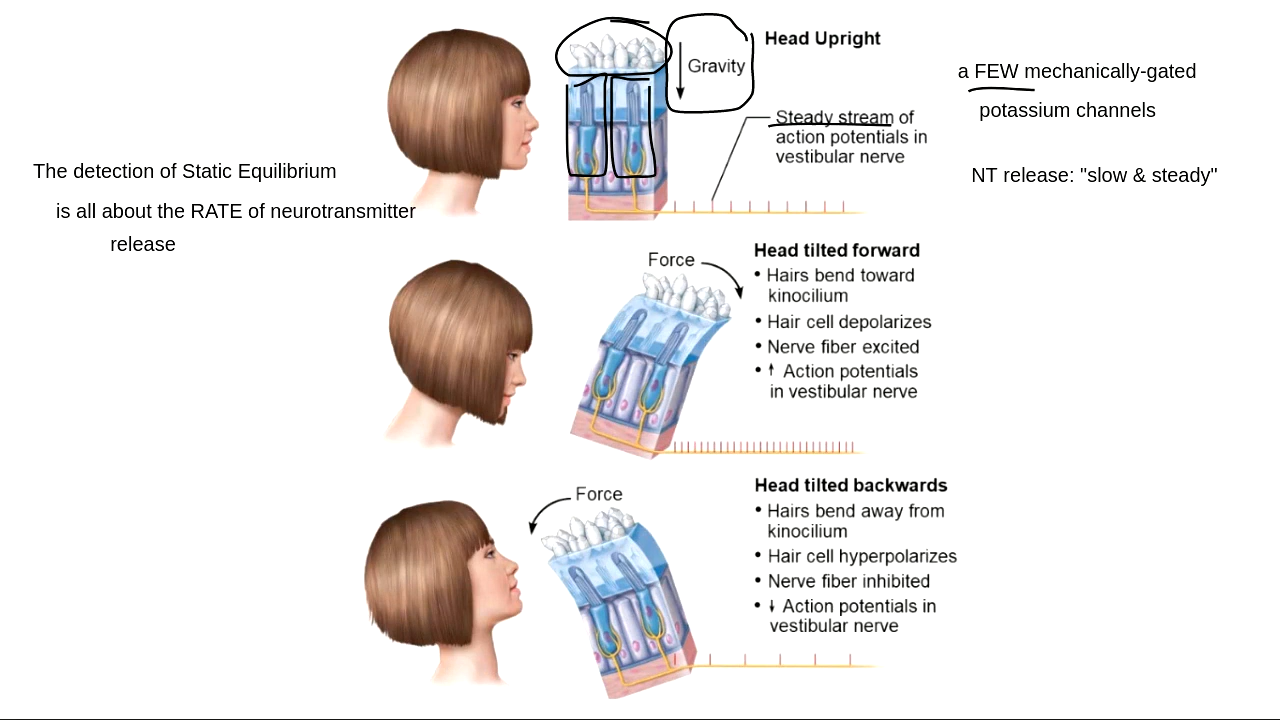 The detection of Static Equilibrium
is all about the RATE of neurotransmitter
release
Gravity
Head Upright
Steady stream of
action potentials in
vestibular nerve
a FEW mechanically-gated
potassium channels
NT release: "slow & steady"
Force
Head tilted forward
• Hairs bend toward
kinocilium
• Hair cell depolarizes
• Nerve fiber excited
• ↑ Action potentials
in vestibular nerve
Force
Head tilted backwards
• Hairs bend away from
kinocilium
• Hair cell hyperpolarizes
• Nerve fiber inhibited
• ↓ Action potentials in
vestibular nerve